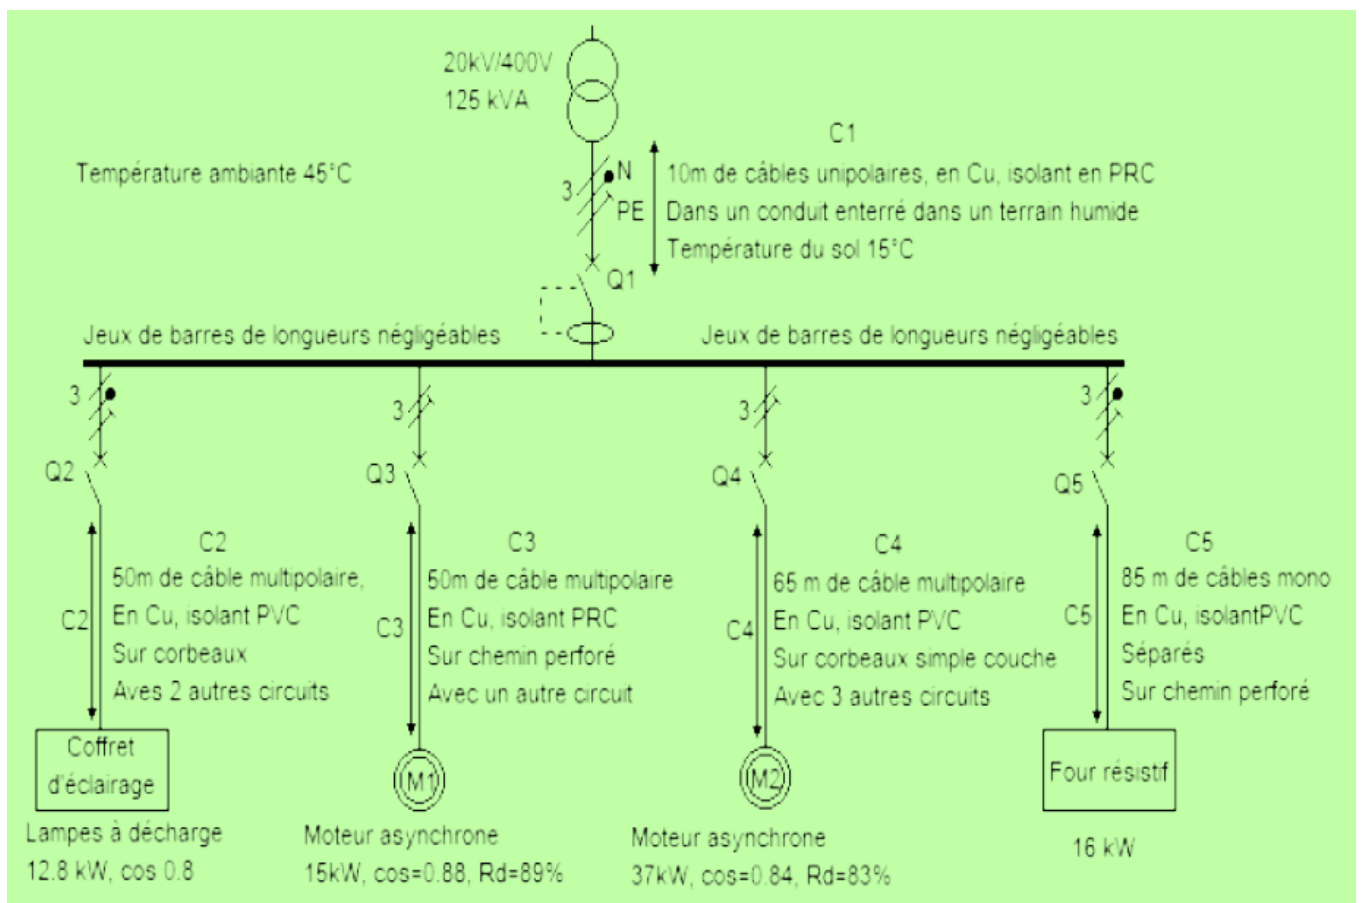 20kV/400V
125 kVA
Température ambiante 45°C
C1
3
N
PE
10m de câbles unipolaires, en Cu, isolant en PRC
Dans un conduit enterré dans un terrain humide
Température du sol 15°C
Q1
Jeux de barres de longueurs négligéables
Jeux de barres de longueurs négligéables
3
3
3
3
Q2
Q3
Q4
Q5
C2
50m de câble multipolaire,
En Cu, isolant PVC
Sur corbeaux
Aves 2 autres circuits
C2
Coffret
d'éclairage
Lampes à décharge
12.8 kW, cos 0.8
C3
50m de câble multipolaire
En Cu, isolant PRC
Sur chemin perforé
Avec un autre circuit
C3
M1
Moteur asynchrone
15kW, cos=0.88, Rd=89%
C4
65 m de câble multipolaire
En Cu, isolant PVC
Sur corbeaux simple couche
Avec 3 autres circuits
C4
M2
Moteur asynchrone
37kW, cos=0.84, Rd=83%
C5
85 m de câbles mono
En Cu, isolantPVC
Séparés
Sur chemin perforé
C5
Four résistif
16 kW